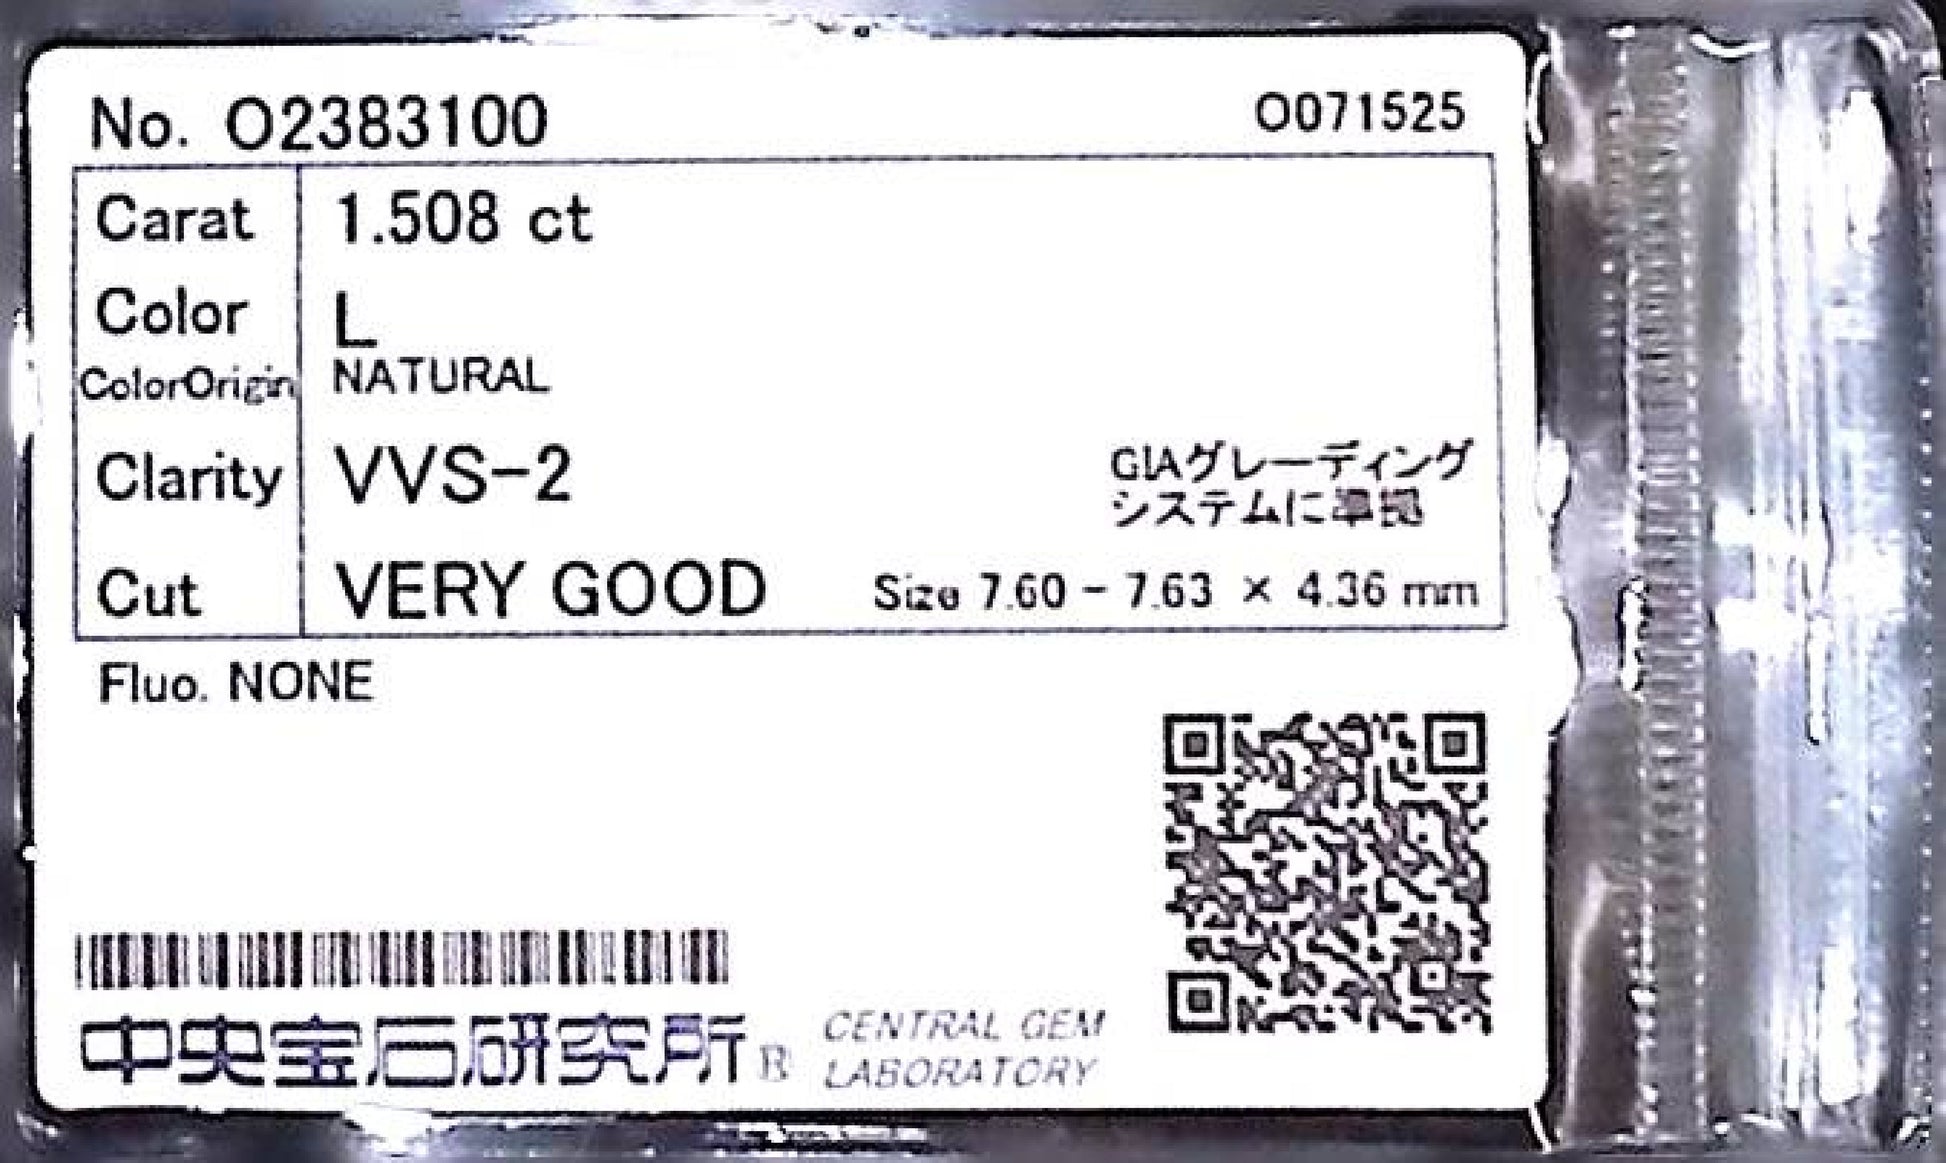 No. O2383100
O071525
Carat 1.508 ct
Color L
ColorOrigin NATURAL
Clarity VVS-2
GIAグレーディング
システムに準拠
Cut VERY GOOD Size 7.60 - 7.63 × 4.36 mm
Fluo. NONE
中央宝石研究所®
CENTRAL GEM
LABORATORY